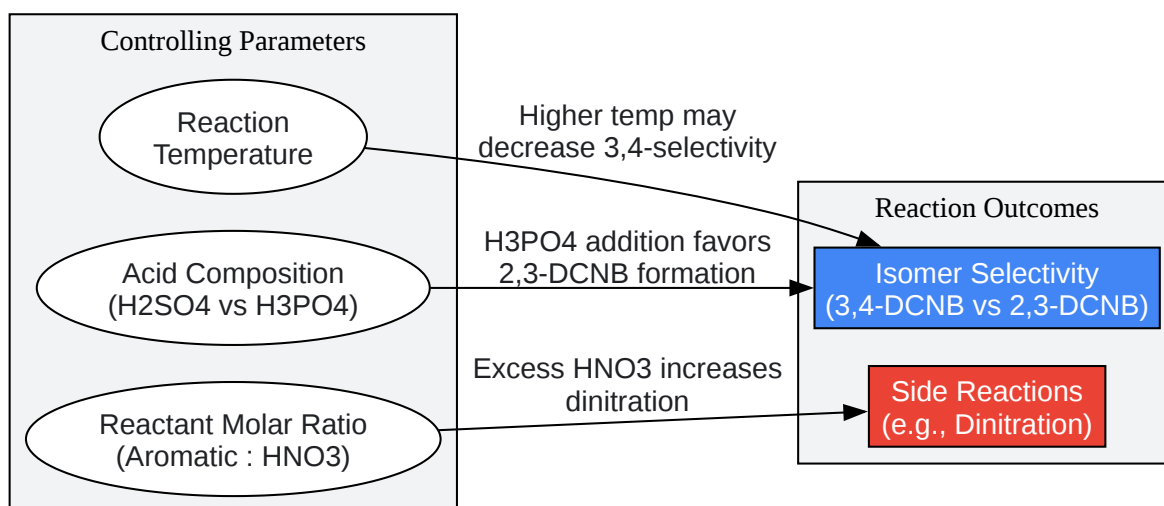 Controlling Parameters
Reaction
Temperature
Higher temp may
decrease 3,4-selectivity
Reaction Outcomes
Acid Composition
(H2SO4 vs H3PO4)
H3PO4 addition favors
2,3-DCNB formation
Isomer Selectivity
(3,4-DCNB vs 2,3-DCNB)
Reactant Molar Ratio
(Aromatic : HNO3)
Excess HNO3 increases
dinitration
Side Reactions
(e.g., Dinitration)